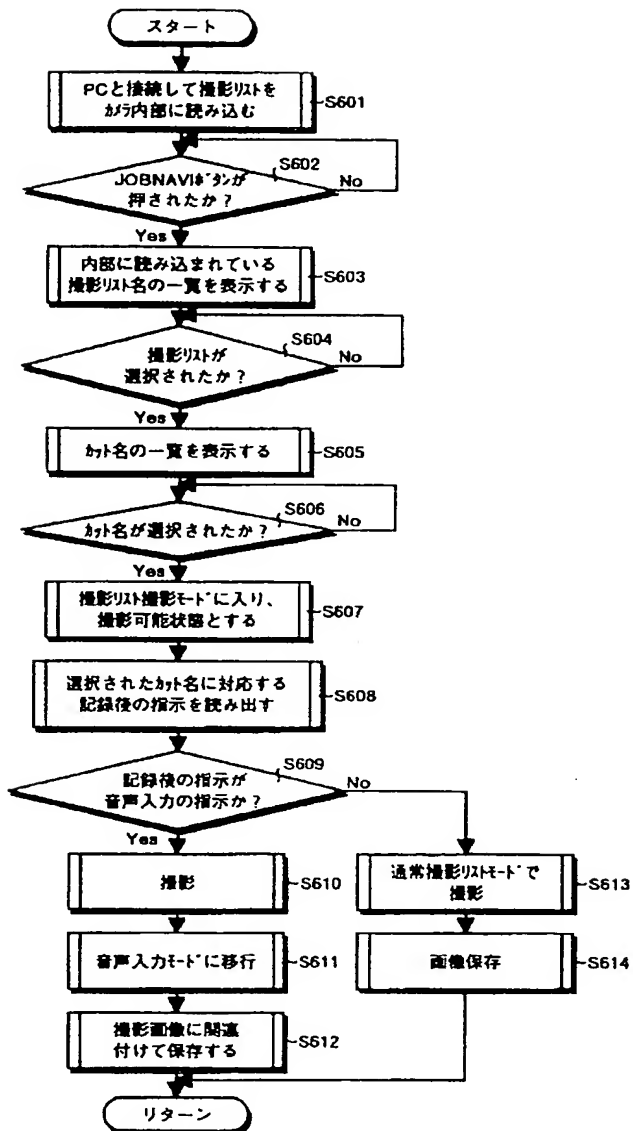 スタート
PCと接続して撮影リストを
カメラ内部に読み込む
S601
S602
JOBNAVIボタンが
押されたか？
No
Yes
内部に読み込まれている
撮影リスト名の一覧を表示する
S603
S604
撮影リストが
選択されたか？
No
Yes
カット名の一覧を表示する
S605
S606
カット名が選択されたか？
No
Yes
撮影リスト撮影モードに入り、
撮影可能状態とする
S607
選択されたカット名に対応する
記録後の指示を読み出す
S608
S609
記録後の指示が
音声入力の指示か？
No
Yes
撮影
S610
通常撮影リストモードで
撮影
S613
音声入力モードに移行
S611
画像保存
S614
撮影画像に関連
付けて保存する
S612
リターン